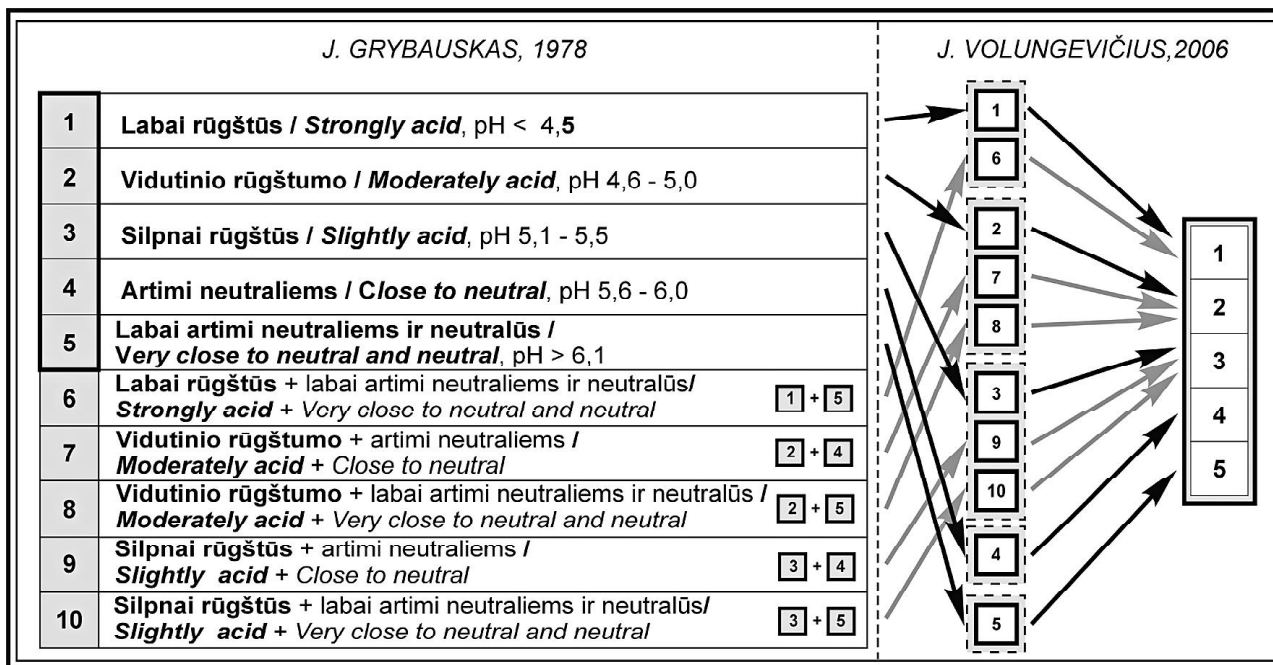 J. GRYBAUSKAS, 1978
J. VOLUNGEVIČIUS,2006
1 Labai rūgštūs / Strongly acid, pH < 4,5
2 Vidutinio rūgštumo / Moderately acid, pH 4,6 - 5,0
3 Silpnai rūgštūs / Slightly acid, pH 5,1 - 5,5
4 Artimi neutraliems / Close to neutral, pH 5,6 - 6,0
5 Labai artimi neutraliems ir neutralūs /
Very close to neutral and neutral, pH > 6,1
6 Labai rūgštūs + labai artimi neutraliems ir neutralūs/
Strongly acid + Very close to neutral and neutral 1 + 5
7 Vidutinio rūgštumo + artimi neutraliems /
Moderately acid + Close to neutral 2 + 4
8 Vidutinio rūgštumo + labai artimi neutraliems ir neutralūs /
Moderately acid + Very close to neutral and neutral 2 + 5
9 Silpnai rūgštūs + artimi neutraliems /
Slightly acid + Close to neutral 3 + 4
10 Silpnai rūgštūs + labai artimi neutraliems ir neutralūs/
Slightly acid + Very close to neutral and neutral 3 + 5
1
6
2
7
8
3
9
10
4
5
1
2
3
4
5